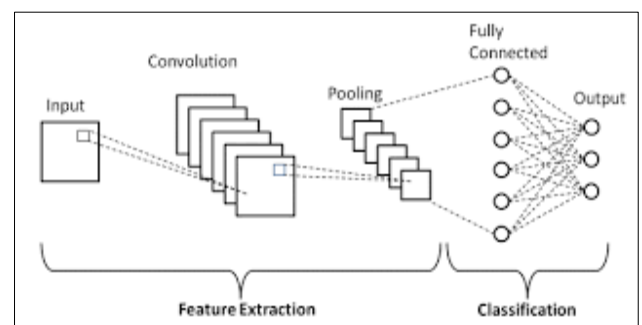 Input
Convolution
Pooling
Fully
Connected
Output
Feature Extraction
Classification